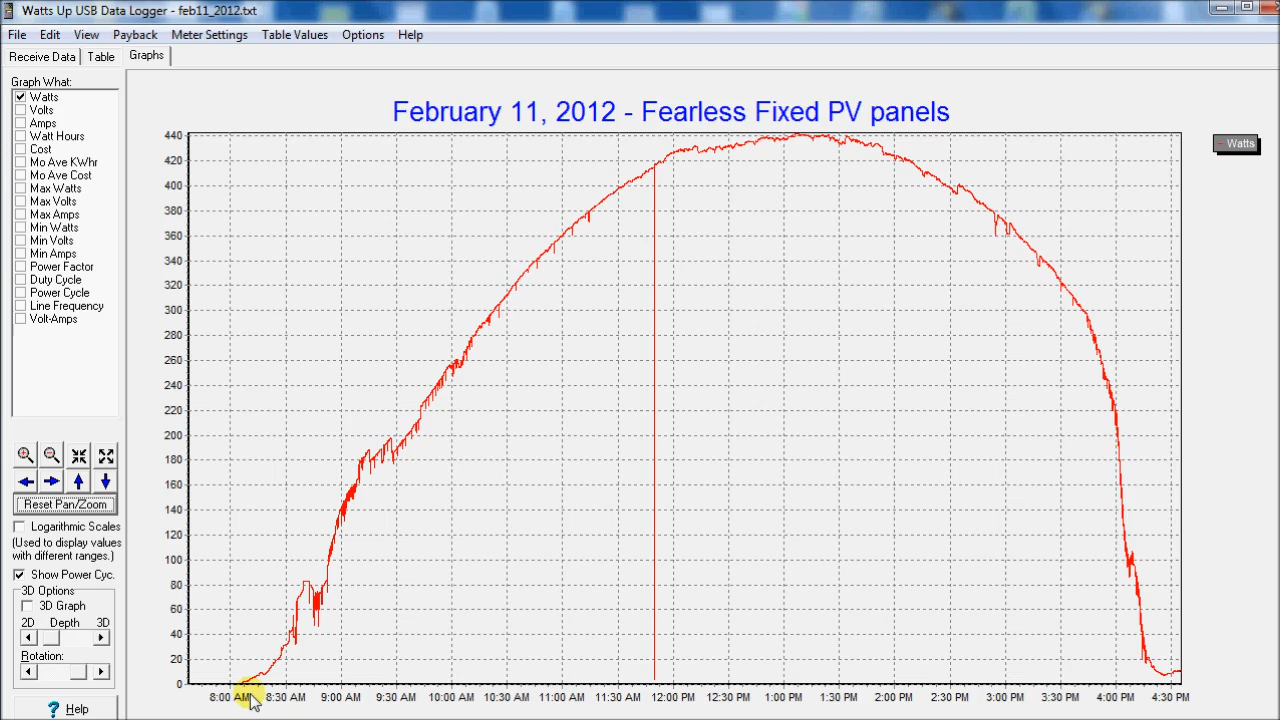 Watts Up USB Data Logger - feb11_2012.txt
File Edit View Playback Meter Settings Table Values Options Help
Receive Data Table Graphs
Graph What:
Watts
Volts
Amps
Watt Hours
Cost
Mo Ave KWhr
Mo Ave Cost
Max Watts
Max Volts
Max Amps
Min Watts
Min Volts
Min Amps
Power Factor
Duty Cycle
Power Cycle
Line Frequency
Volt-Amps
Reset Pan/Zoom
Logarithmic Scales
(Used to display values
with different ranges.)
Show Power Cyc.
3D Options
3D Graph
2D Depth 3D
Rotation:
? Help
February 11, 2012 - Fearless Fixed PV panels
Watts
440
420
400
380
360
340
320
300
280
260
240
220
200
180
160
140
120
100
80
60
40
20
0
8:00 AM 8:30 AM 9:00 AM 9:30 AM 10:00 AM 10:30 AM 11:00 AM 11:30 AM 12:00 PM 12:30 PM 1:00 PM 1:30 PM 2:00 PM 2:30 PM 3:00 PM 3:30 PM 4:00 PM 4:30 PM